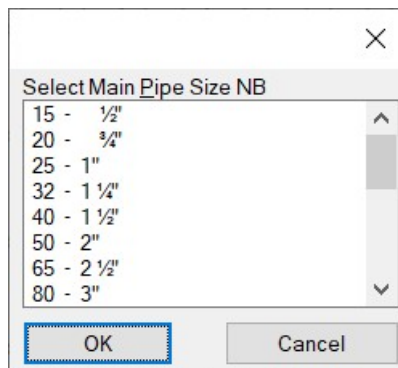 Select Main Pipe Size NB
15 - ½"
20 - ¾"
25 - 1"
32 - 1 ¼"
40 - 1 ½"
50 - 2"
65 - 2 ½"
80 - 3"
OK Cancel